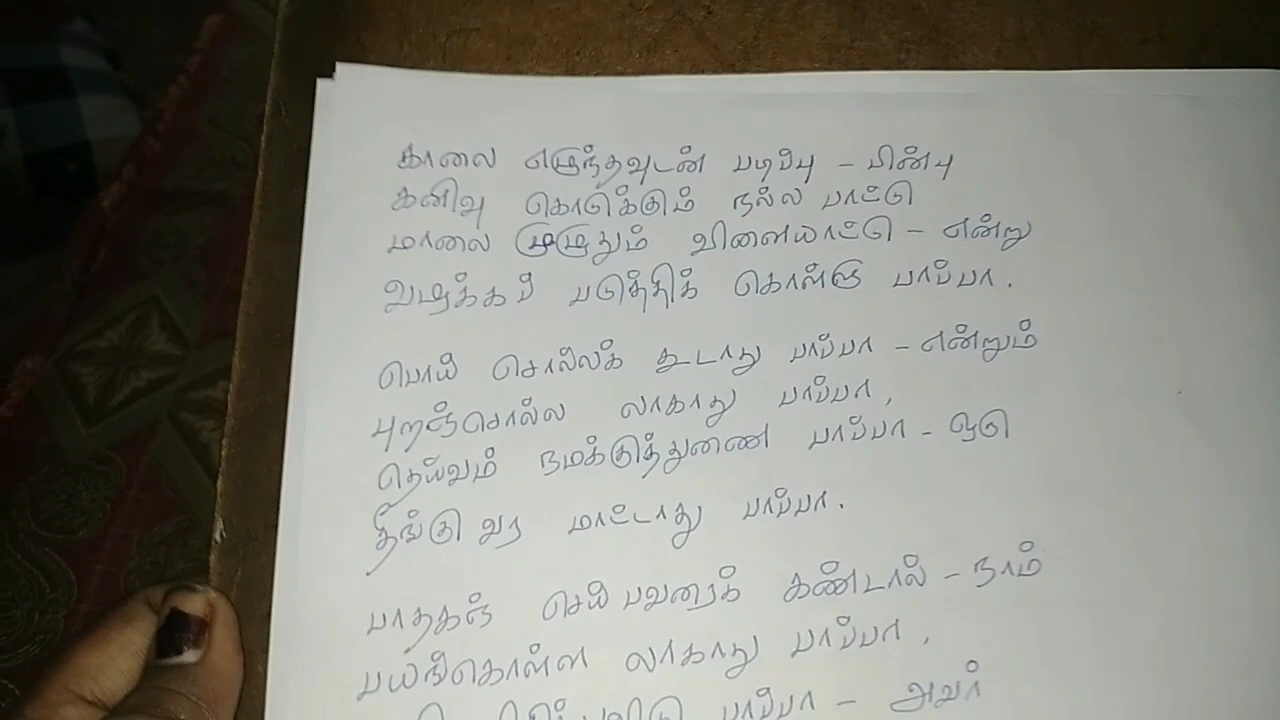 காலை எழுந்தவுடன் படிப்பு - பின்பு
கனிவு கொடுக்கும் நல்ல பாட்டு
மாலை முழுதும் விளையாட்டு - என்று
வழக்கப் படுத்திக் கொள்ளு பாப்பா.
பொய் சொல்லக் கூடாது பாப்பா - என்றும்
புறஞ்சொல்ல லாகாது பாப்பா,
தெய்வம் நமக்குத்துணை பாப்பா - ஒரு
தீங்கு வர மாட்டாது பாப்பா.
பாதகஞ் செய்பவரைக் கண்டால் - நாம்
பயங்கொள்ள லாகாது பாப்பா,
பாப்பா - அவர்